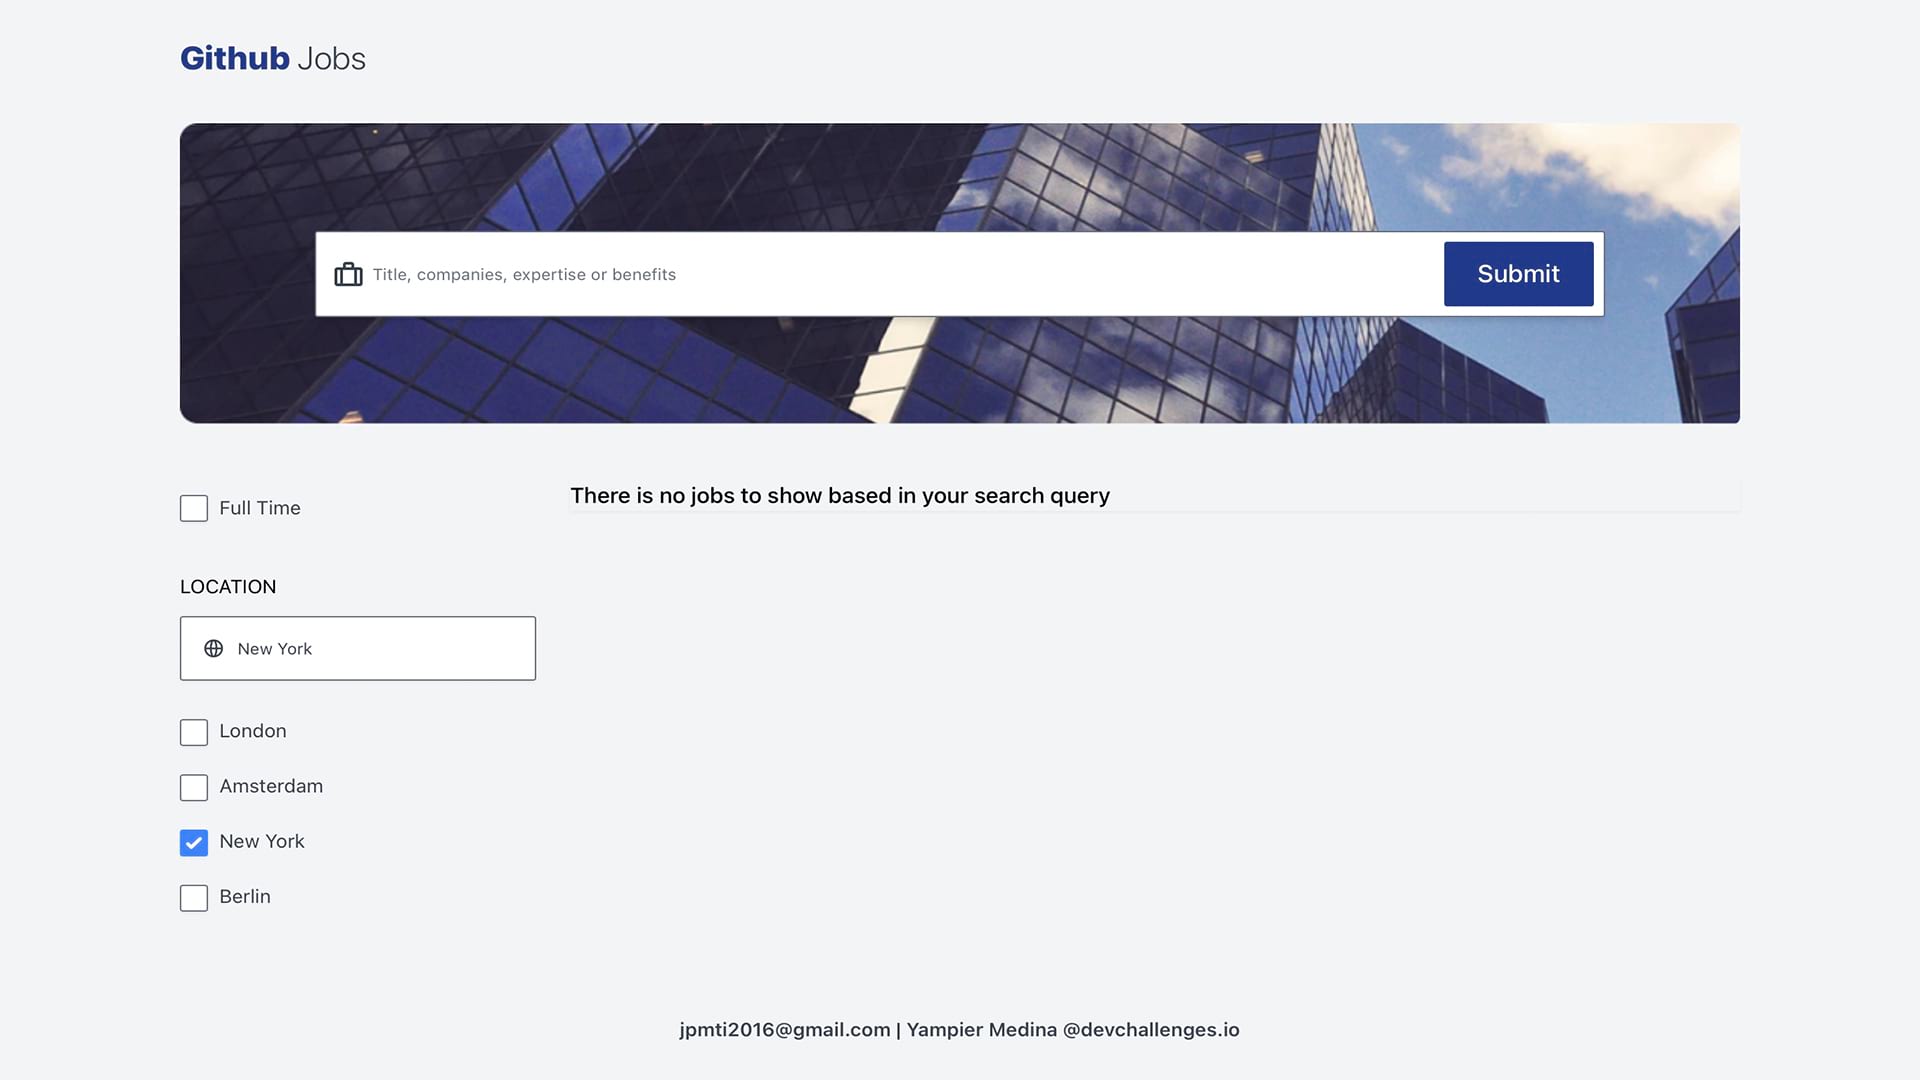 Github Jobs
Title, companies, expertise or benefits
Submit
Full Time
There is no jobs to show based in your search query
LOCATION
New York
London
Amsterdam
New York
Berlin
jpmti2016@gmail.com | Yampier Medina @devchallenges.io